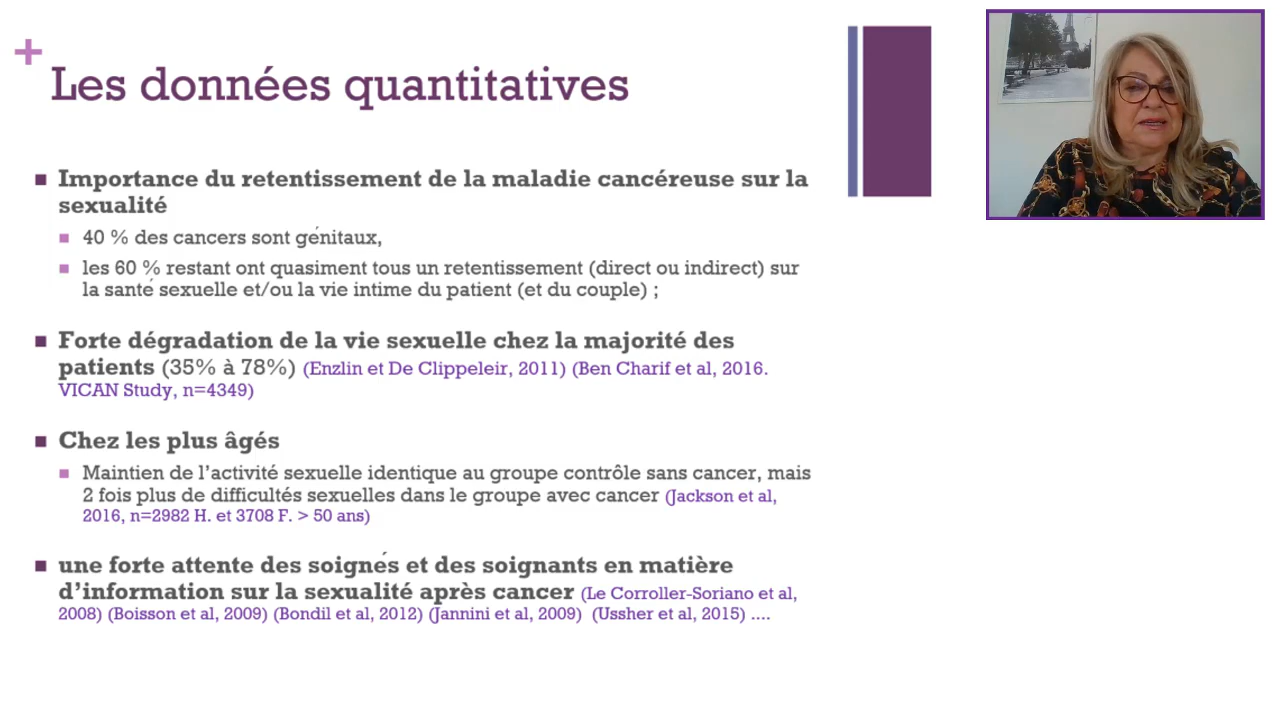 +
Les données quantitatives
Importance du retentissement de la maladie cancéreuse sur la
sexualité
40 % des cancers sont génitaux,
les 60 % restant ont quasiment tous un retentissement (direct ou indirect) sur
la santé sexuelle et/ou la vie intime du patient (et du couple) ;
Forte dégradation de la vie sexuelle chez la majorité des
patients (35% à 78%) (Enzlin et De Clippeleir, 2011) (Ben Charif et al, 2016.
VICAN Study, n=4349)
Chez les plus âgés
Maintien de l’activité sexuelle identique au groupe contrôle sans cancer, mais
2 fois plus de difficultés sexuelles dans le groupe avec cancer (Jackson et al,
2016, n=2982 H. et 3708 F. > 50 ans)
une forte attente des soignés et des soignants en matière
d’information sur la sexualité après cancer (Le Corroller-Soriano et al,
2008) (Boisson et al, 2009) (Bondil et al, 2012) (Jannini et al, 2009) (Ussher et al, 2015) ....